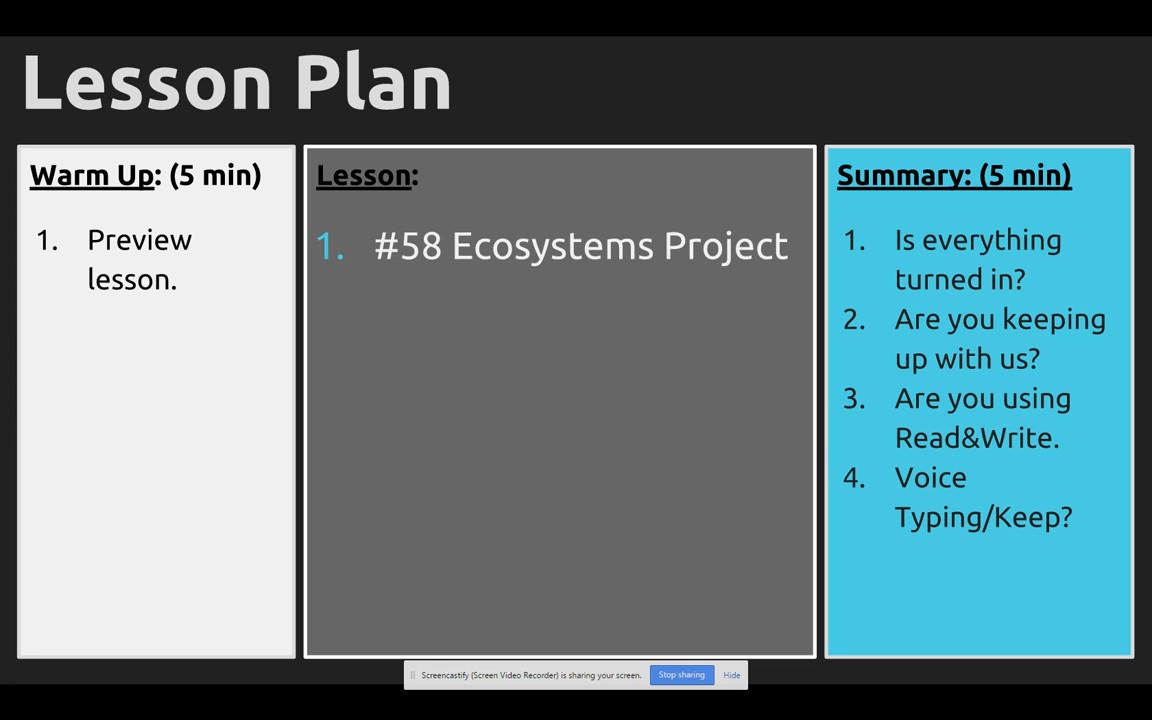 Lesson Plan
Warm Up: (5 min)
1. Preview
lesson.
Lesson:
1. #58 Ecosystems Project
Summary: (5 min)
1. Is everything
turned in?
2. Are you keeping
up with us?
3. Are you using
Read&Write.
4. Voice
Typing/Keep?
Screencastify (Screen Video Recorder) is sharing your screen. Stop sharing Hide